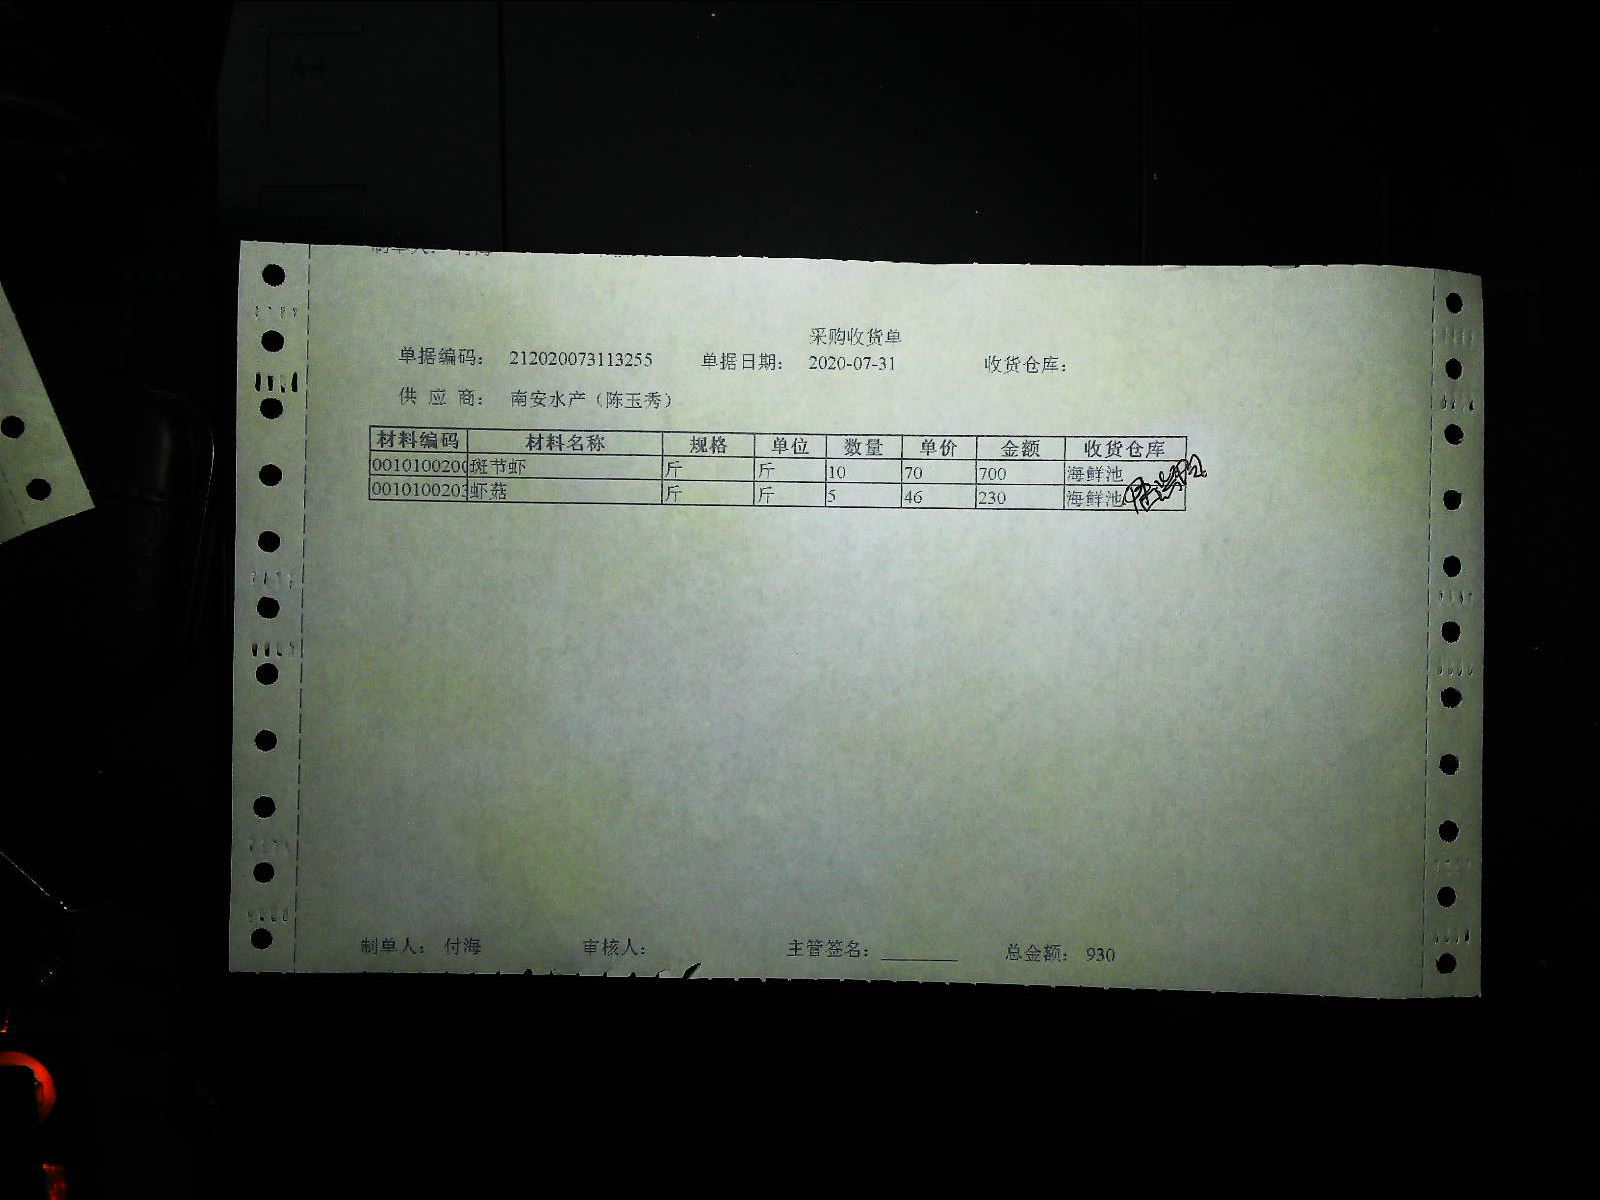 采购收货单
单据编码： 212020073113255 单据日期： 2020-07-31 收货仓库：
供 应 商： 南安水产（陈玉秀）
材料编码 材料名称 规格 单位 数量 单价 金额 收货仓库
0010100200 斑节虾 斤 斤 10 70 700 海鲜池
0010100203 虾菇 斤 斤 5 46 230 海鲜池
制单人： 付海 审核人： 主管签名： 总金额： 930